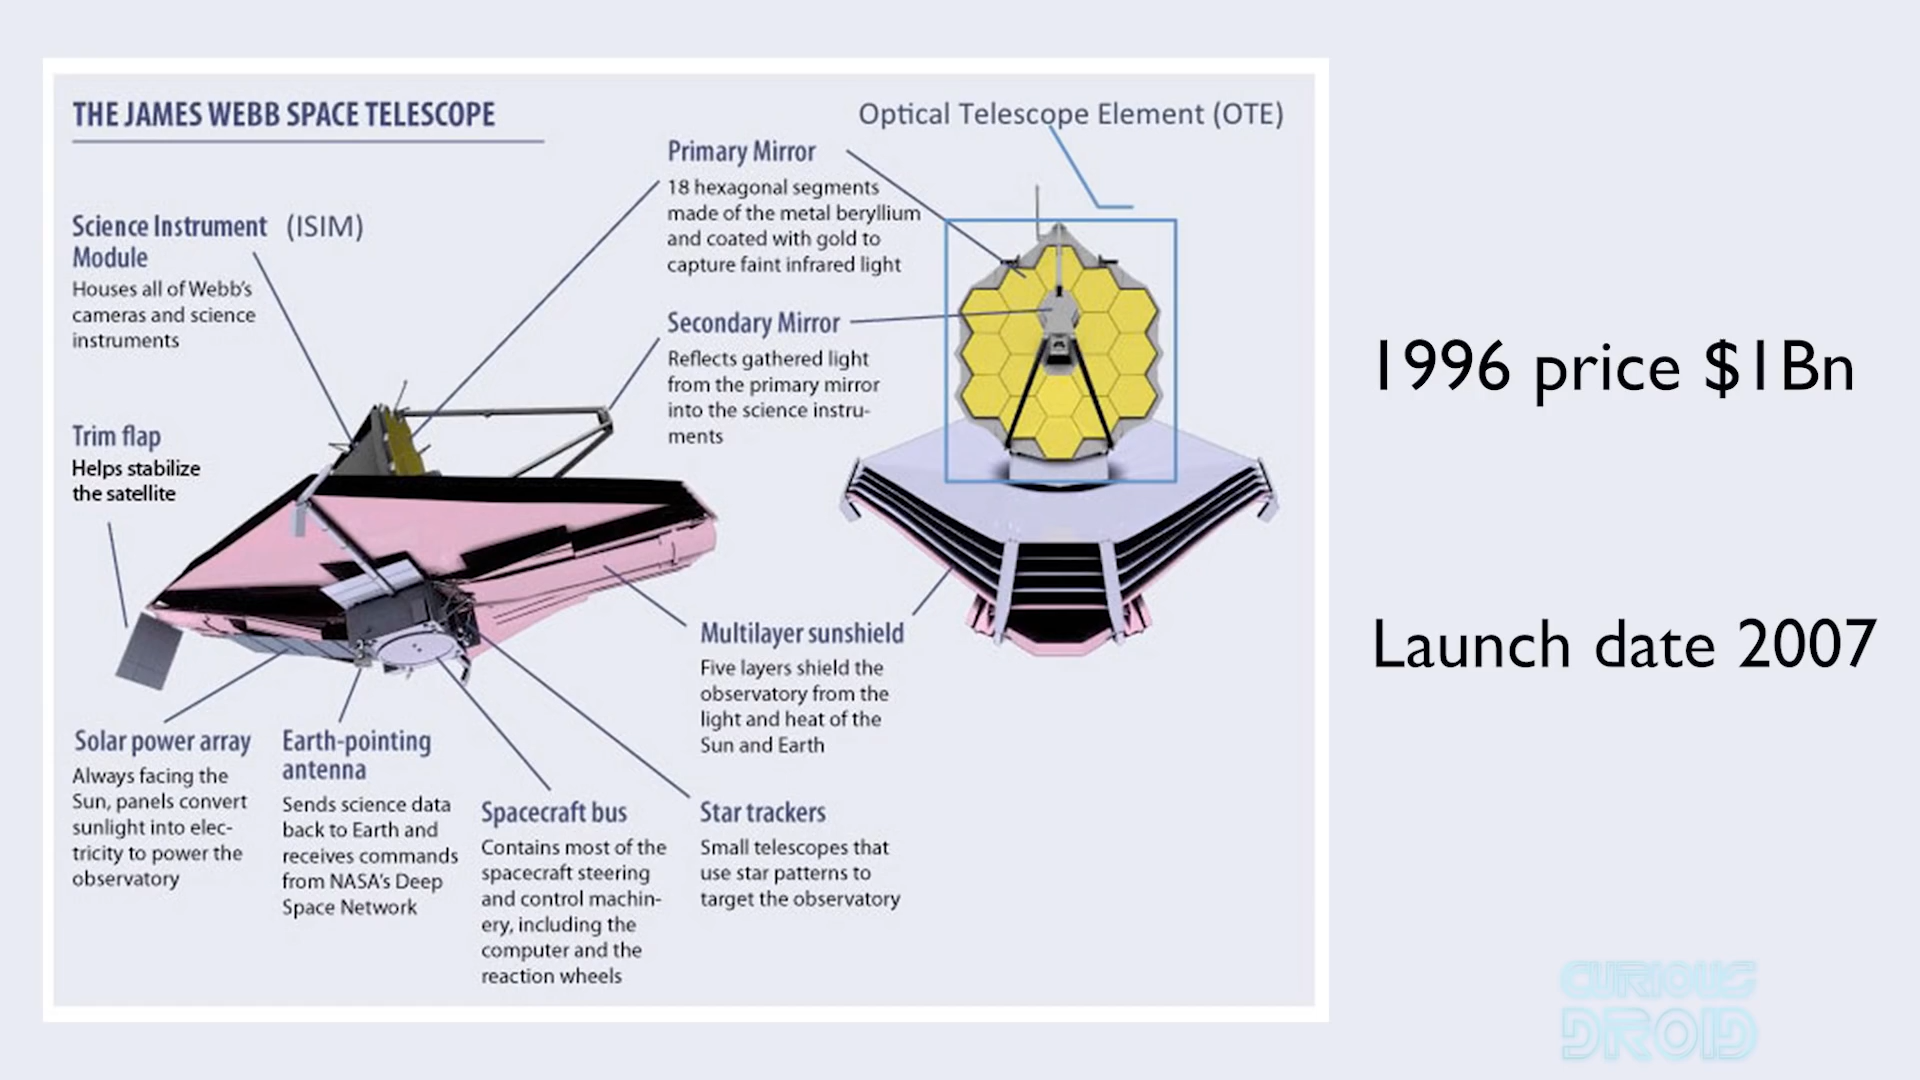 THE JAMES WEBB SPACE TELESCOPE
Optical Telescope Element (OTE)
Primary Mirror
18 hexagonal segments
made of the metal beryllium
and coated with gold to
capture faint infrared light
Science Instrument (ISIM)
Module
Houses all of Webb's
cameras and science
instruments
Secondary Mirror
Reflects gathered light
from the primary mirror
into the science instru-
ments
Trim flap
Helps stabilize
the satellite
Multilayer sunshield
Five layers shield the
observatory from the
light and heat of the
Sun and Earth
Solar power array
Always facing the
Sun, panels convert
sunlight into elec-
tricity to power the
observatory
Earth-pointing
antenna
Sends science data
back to Earth and
receives commands
from NASA's Deep
Space Network
Spacecraft bus
Contains most of the
spacecraft steering
and control machin-
ery, including the
computer and the
reaction wheels
Star trackers
Small telescopes that
use star patterns to
target the observatory
1996 price $1Bn
Launch date 2007
CURIOUS
DROID